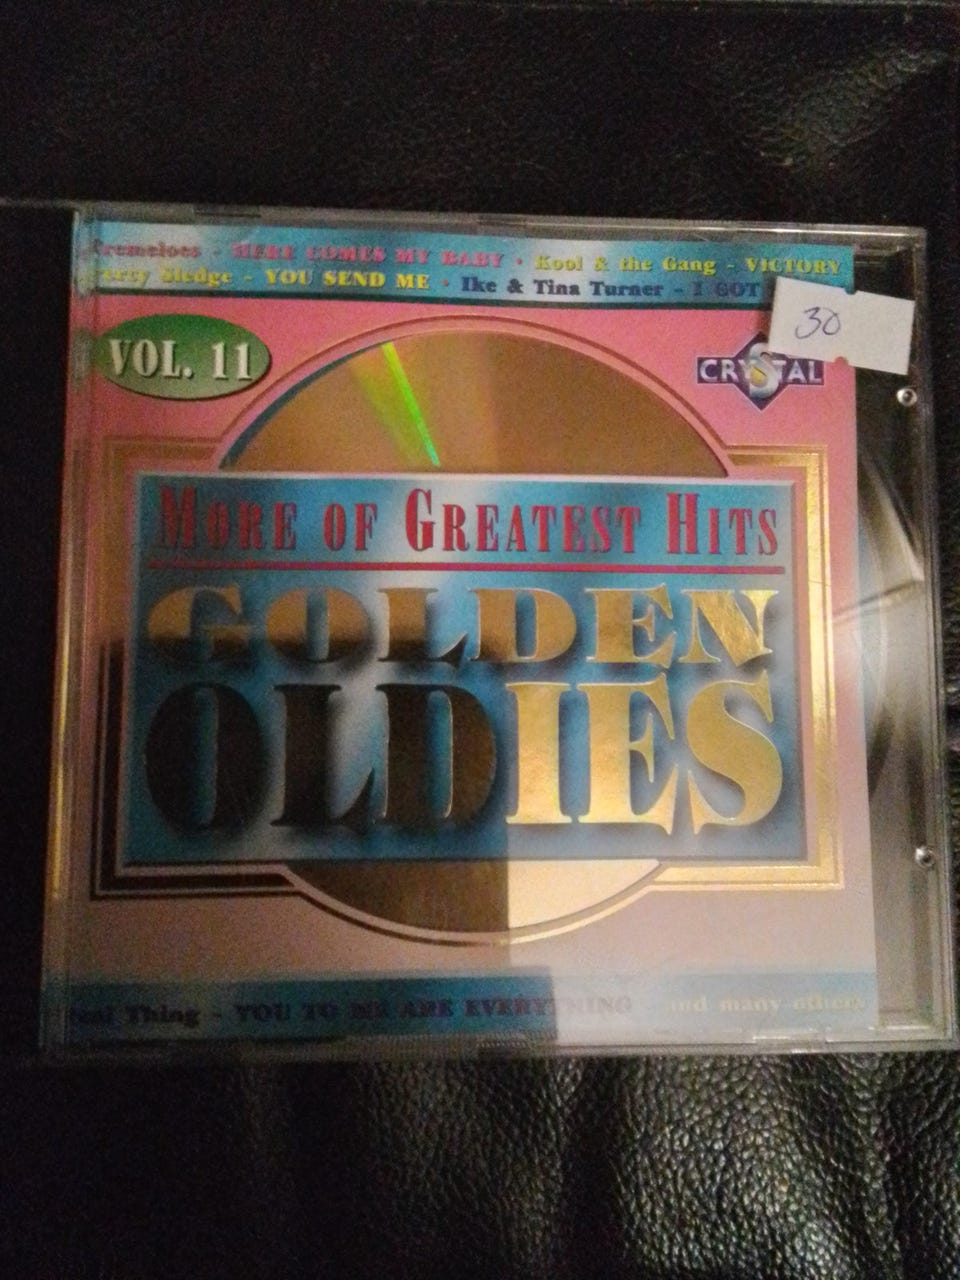 Tremeloes - HERE COMES MY BABY · Kool & the Gang - VICTORY
Sledge - YOU SEND ME · Ike & Tina Turner - I GOT
30
VOL. 11
CRYSTAL
MORE OF GREATEST HITS
GOLDEN
OLDIES
Real Thing - YOU TO ME ARE EVERYTHING and many others